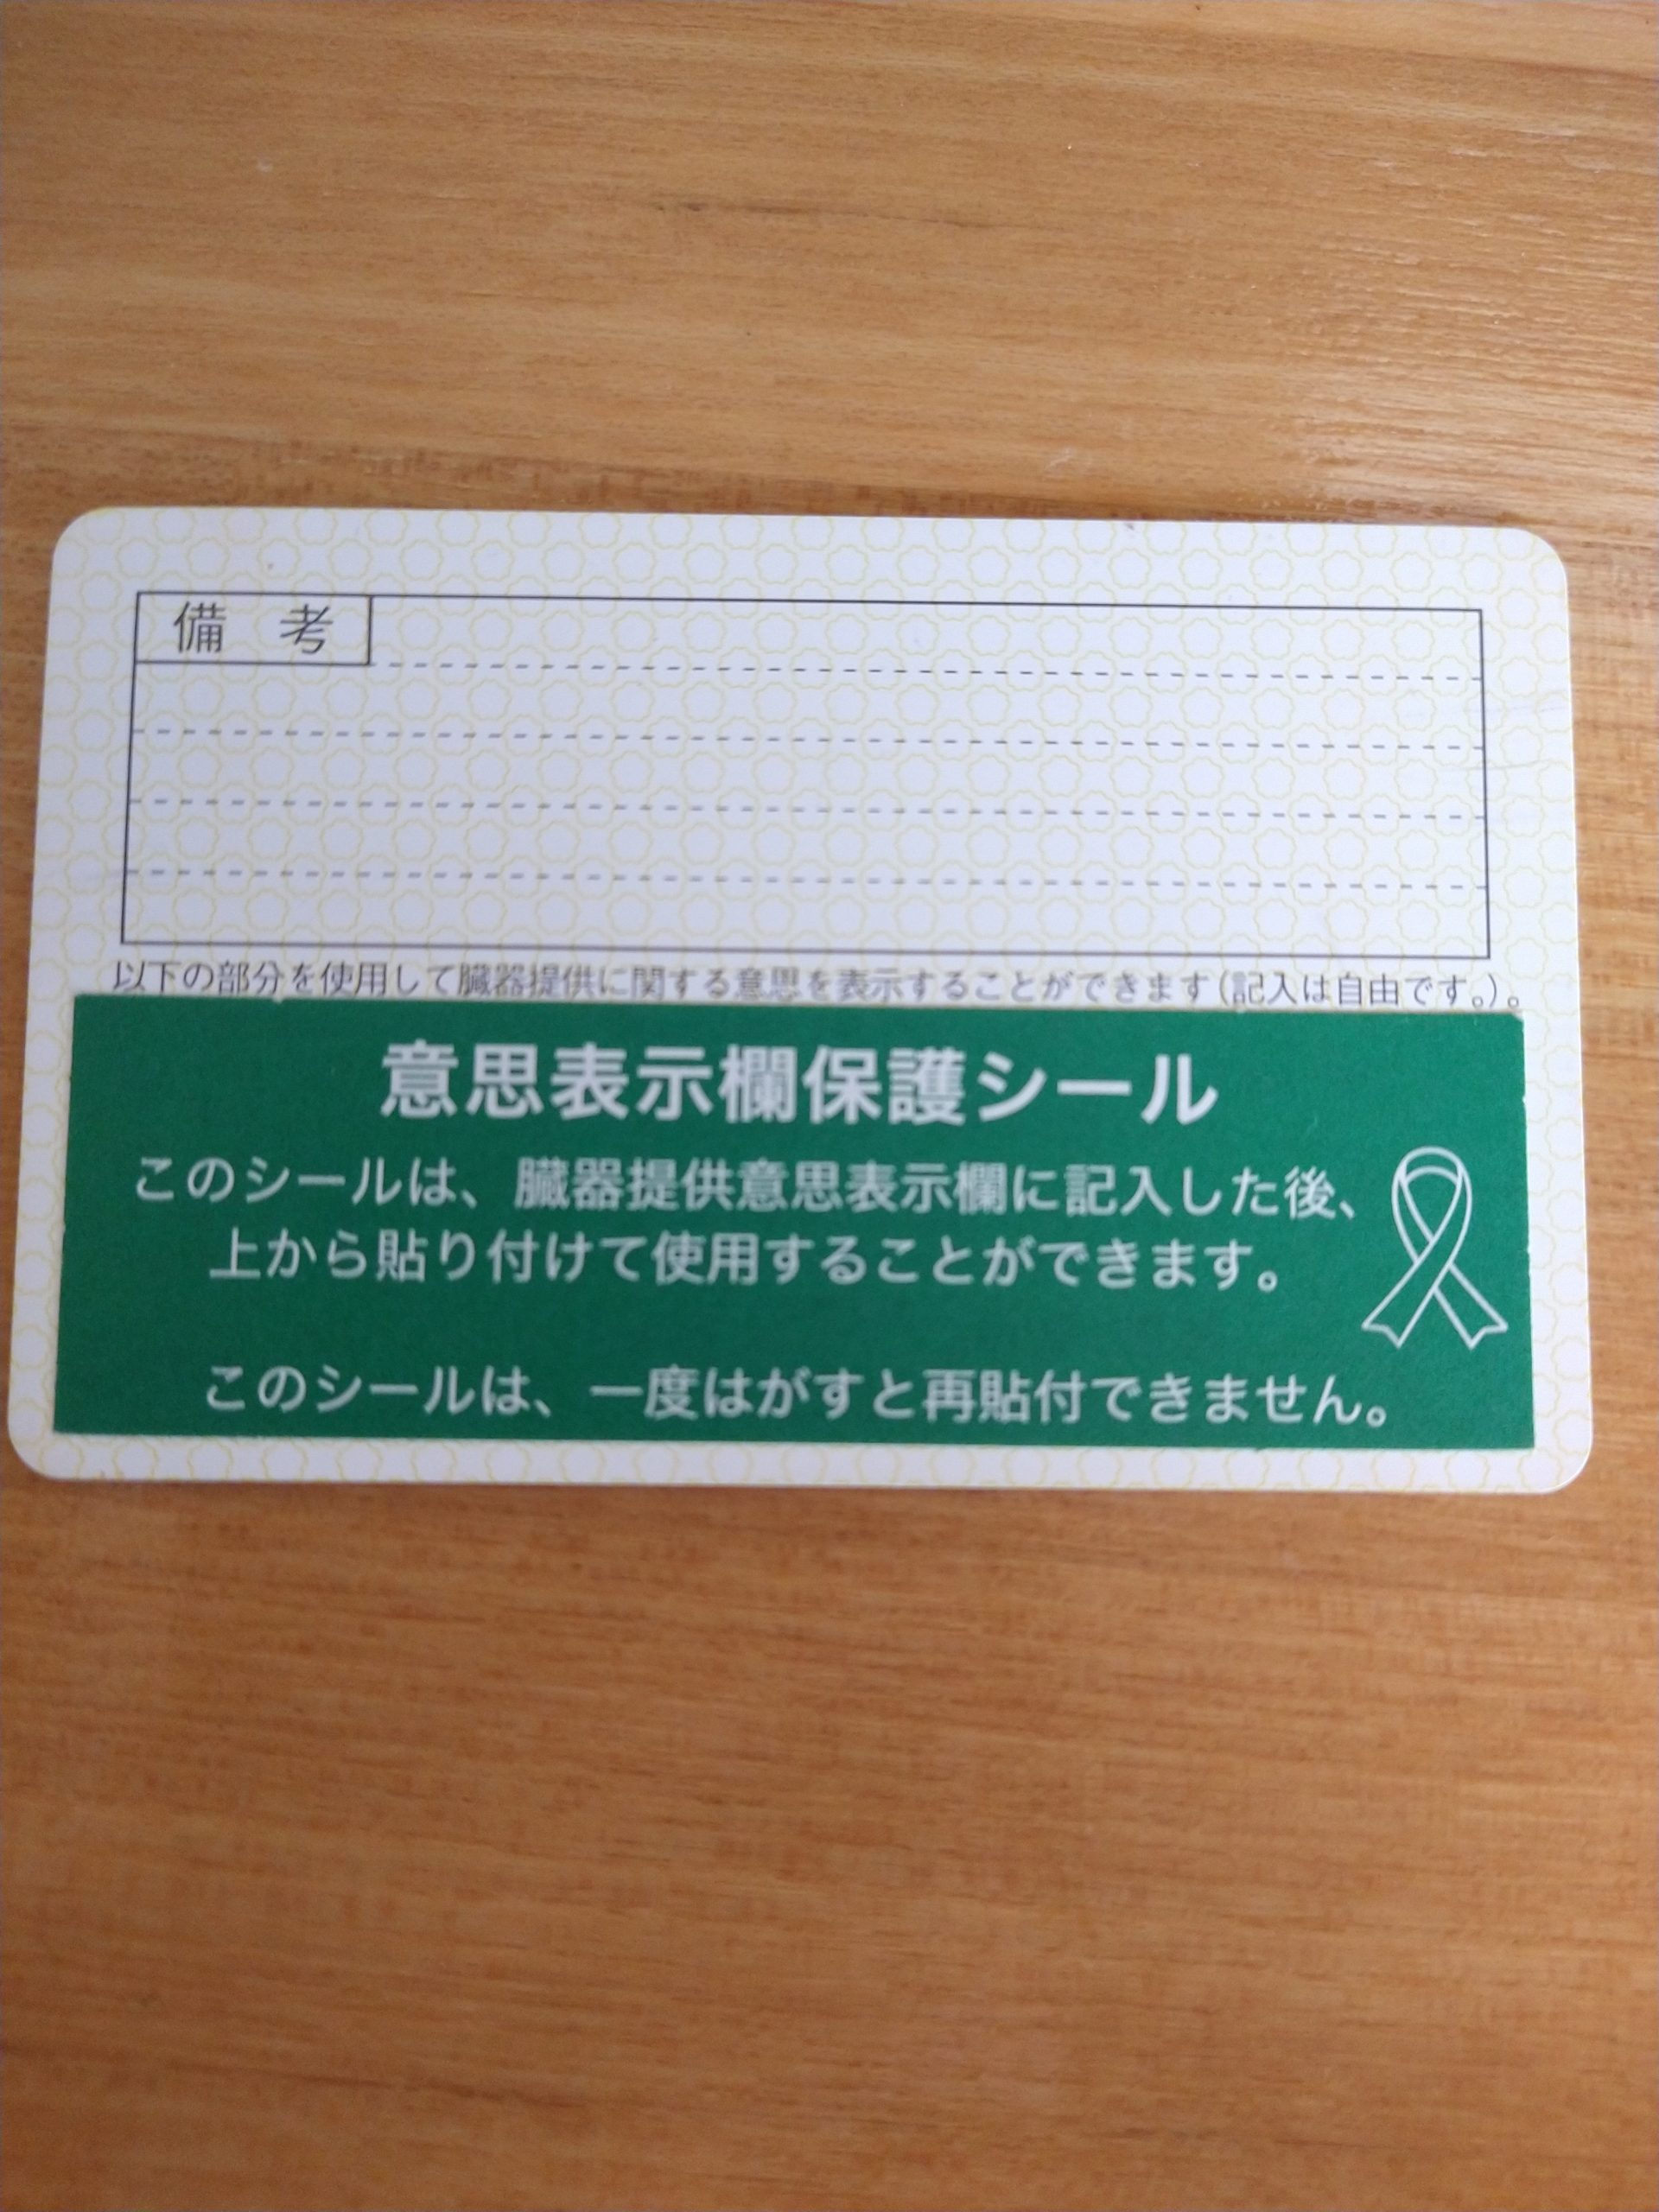 備考
以下の部分を使用して臓器提供に関する意思を表示することができます(記入は自由です。)。
意思表示欄保護シール
このシールは、臓器提供意思表示欄に記入した後、
上から貼り付けて使用することができます。
このシールは、一度はがすと再貼付できません。